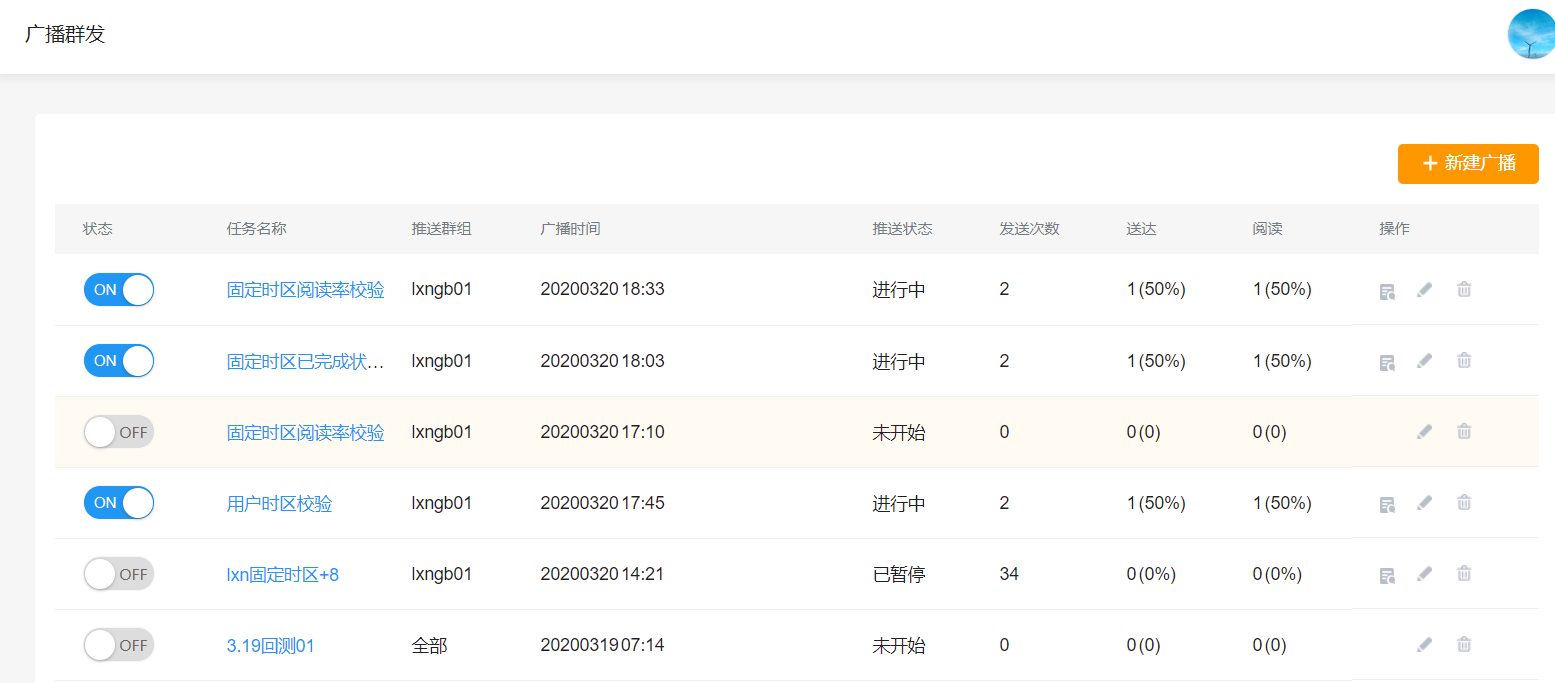 广播群发
+ 新建广播
状态 任务名称 推送群组 广播时间 推送状态 发送次数 送达 阅读 操作
ON 固定时区阅读率校验 lxngb01 20200320 18:33 进行中 2 1(50%) 1(50%)
ON 固定时区已完成状... lxngb01 20200320 18:03 进行中 2 1(50%) 1(50%)
OFF 固定时区阅读率校验 lxngb01 20200320 17:10 未开始 0 0(0) 0(0)
ON 用户时区校验 lxngb01 20200320 17:45 进行中 2 1(50%) 1(50%)
OFF lxn固定时区+8 lxngb01 20200320 14:21 已暂停 34 0(0%) 0(0%)
OFF 3.19回测01 全部 20200319 07:14 未开始 0 0(0) 0(0)